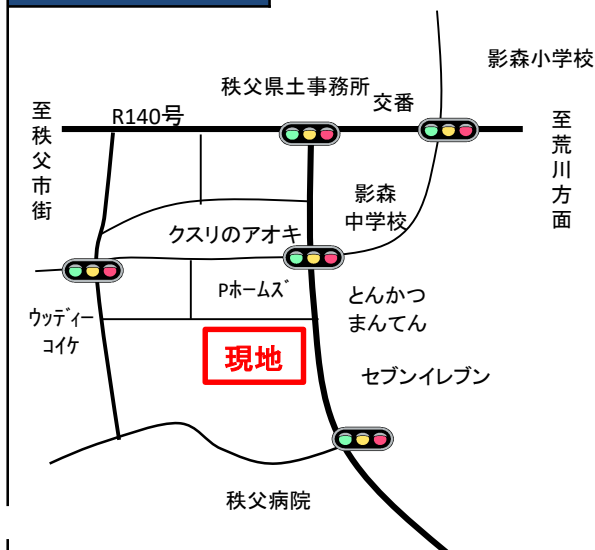 影森小学校
秩父県土事務所
交番
至秩父市街
R140号
至荒川方面
影森
中学校
クスリのアオキ
Pホームズ
とんかつ
まんてん
ウッディー
コイケ
現地
セブンイレブン
秩父病院